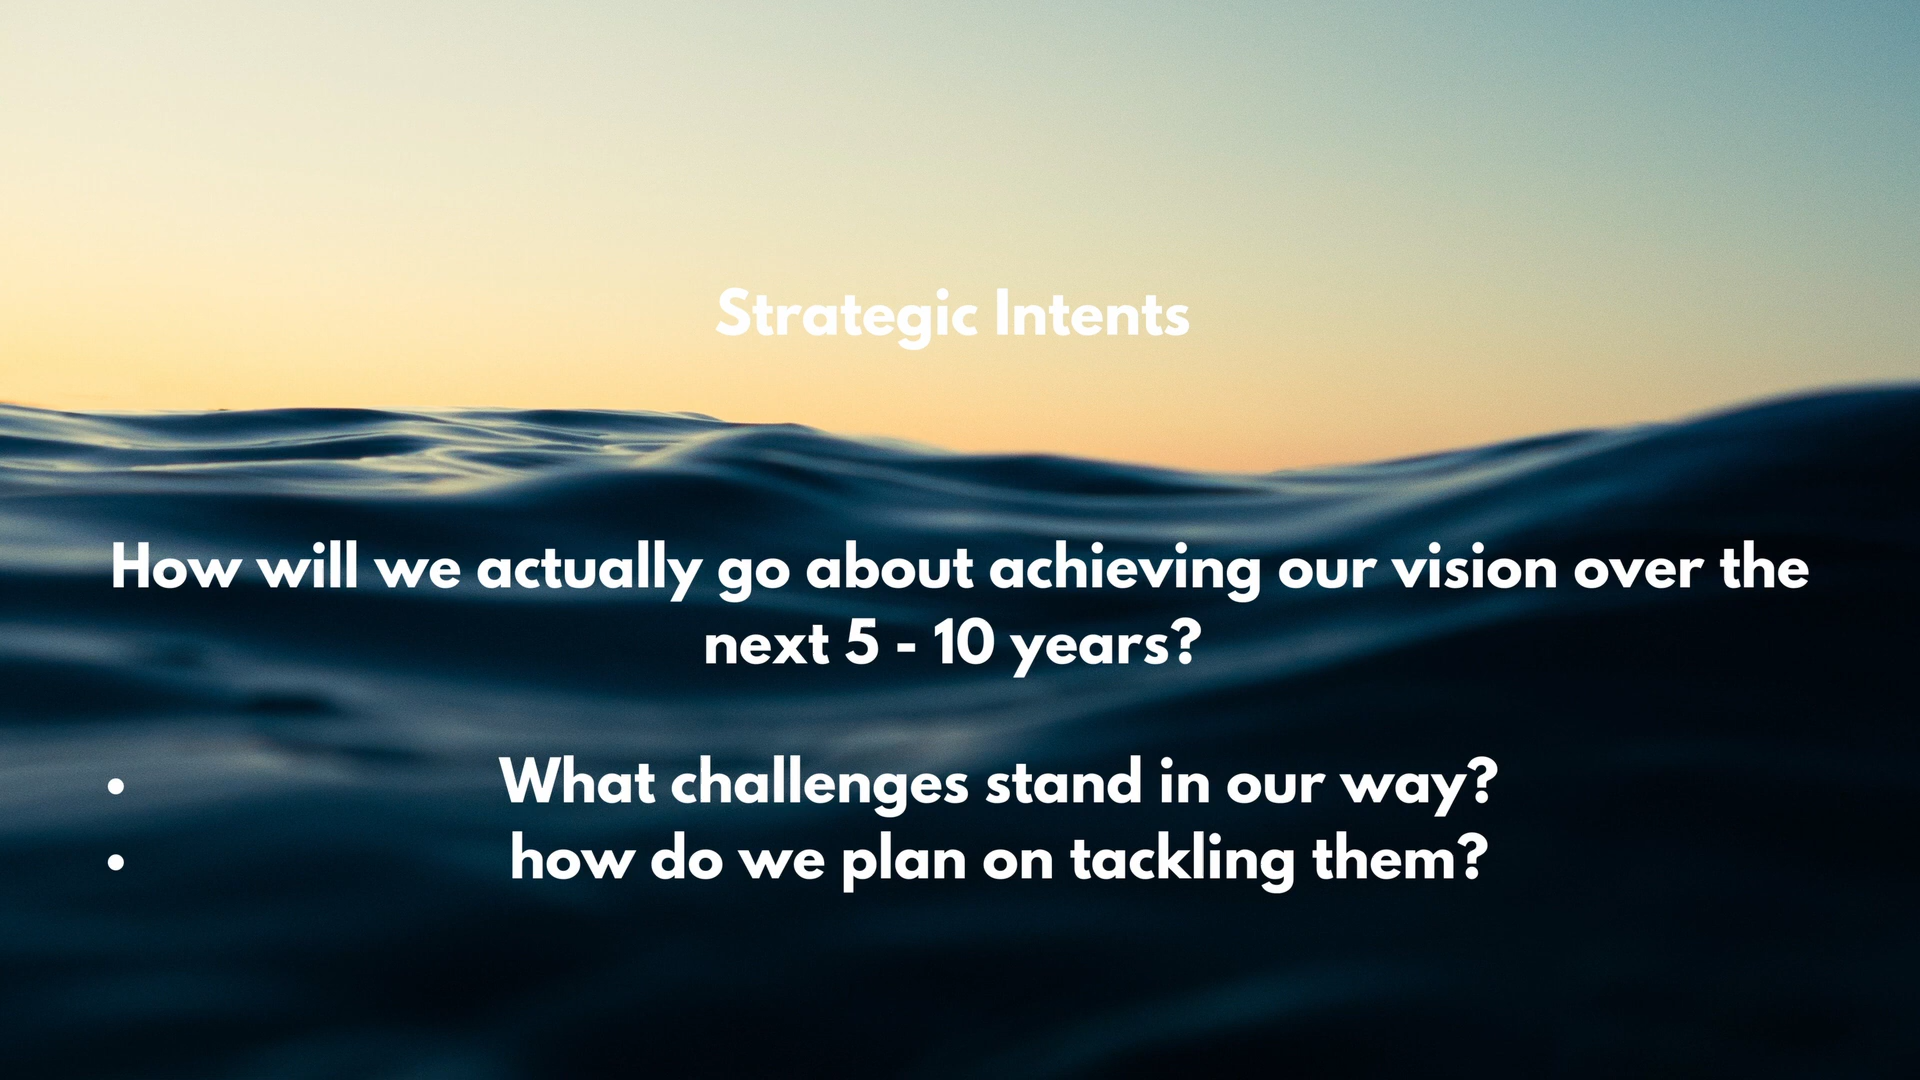 Strategic Intents
How will we actually go about achieving our vision over the
next 5 - 10 years?
• What challenges stand in our way?
• how do we plan on tackling them?